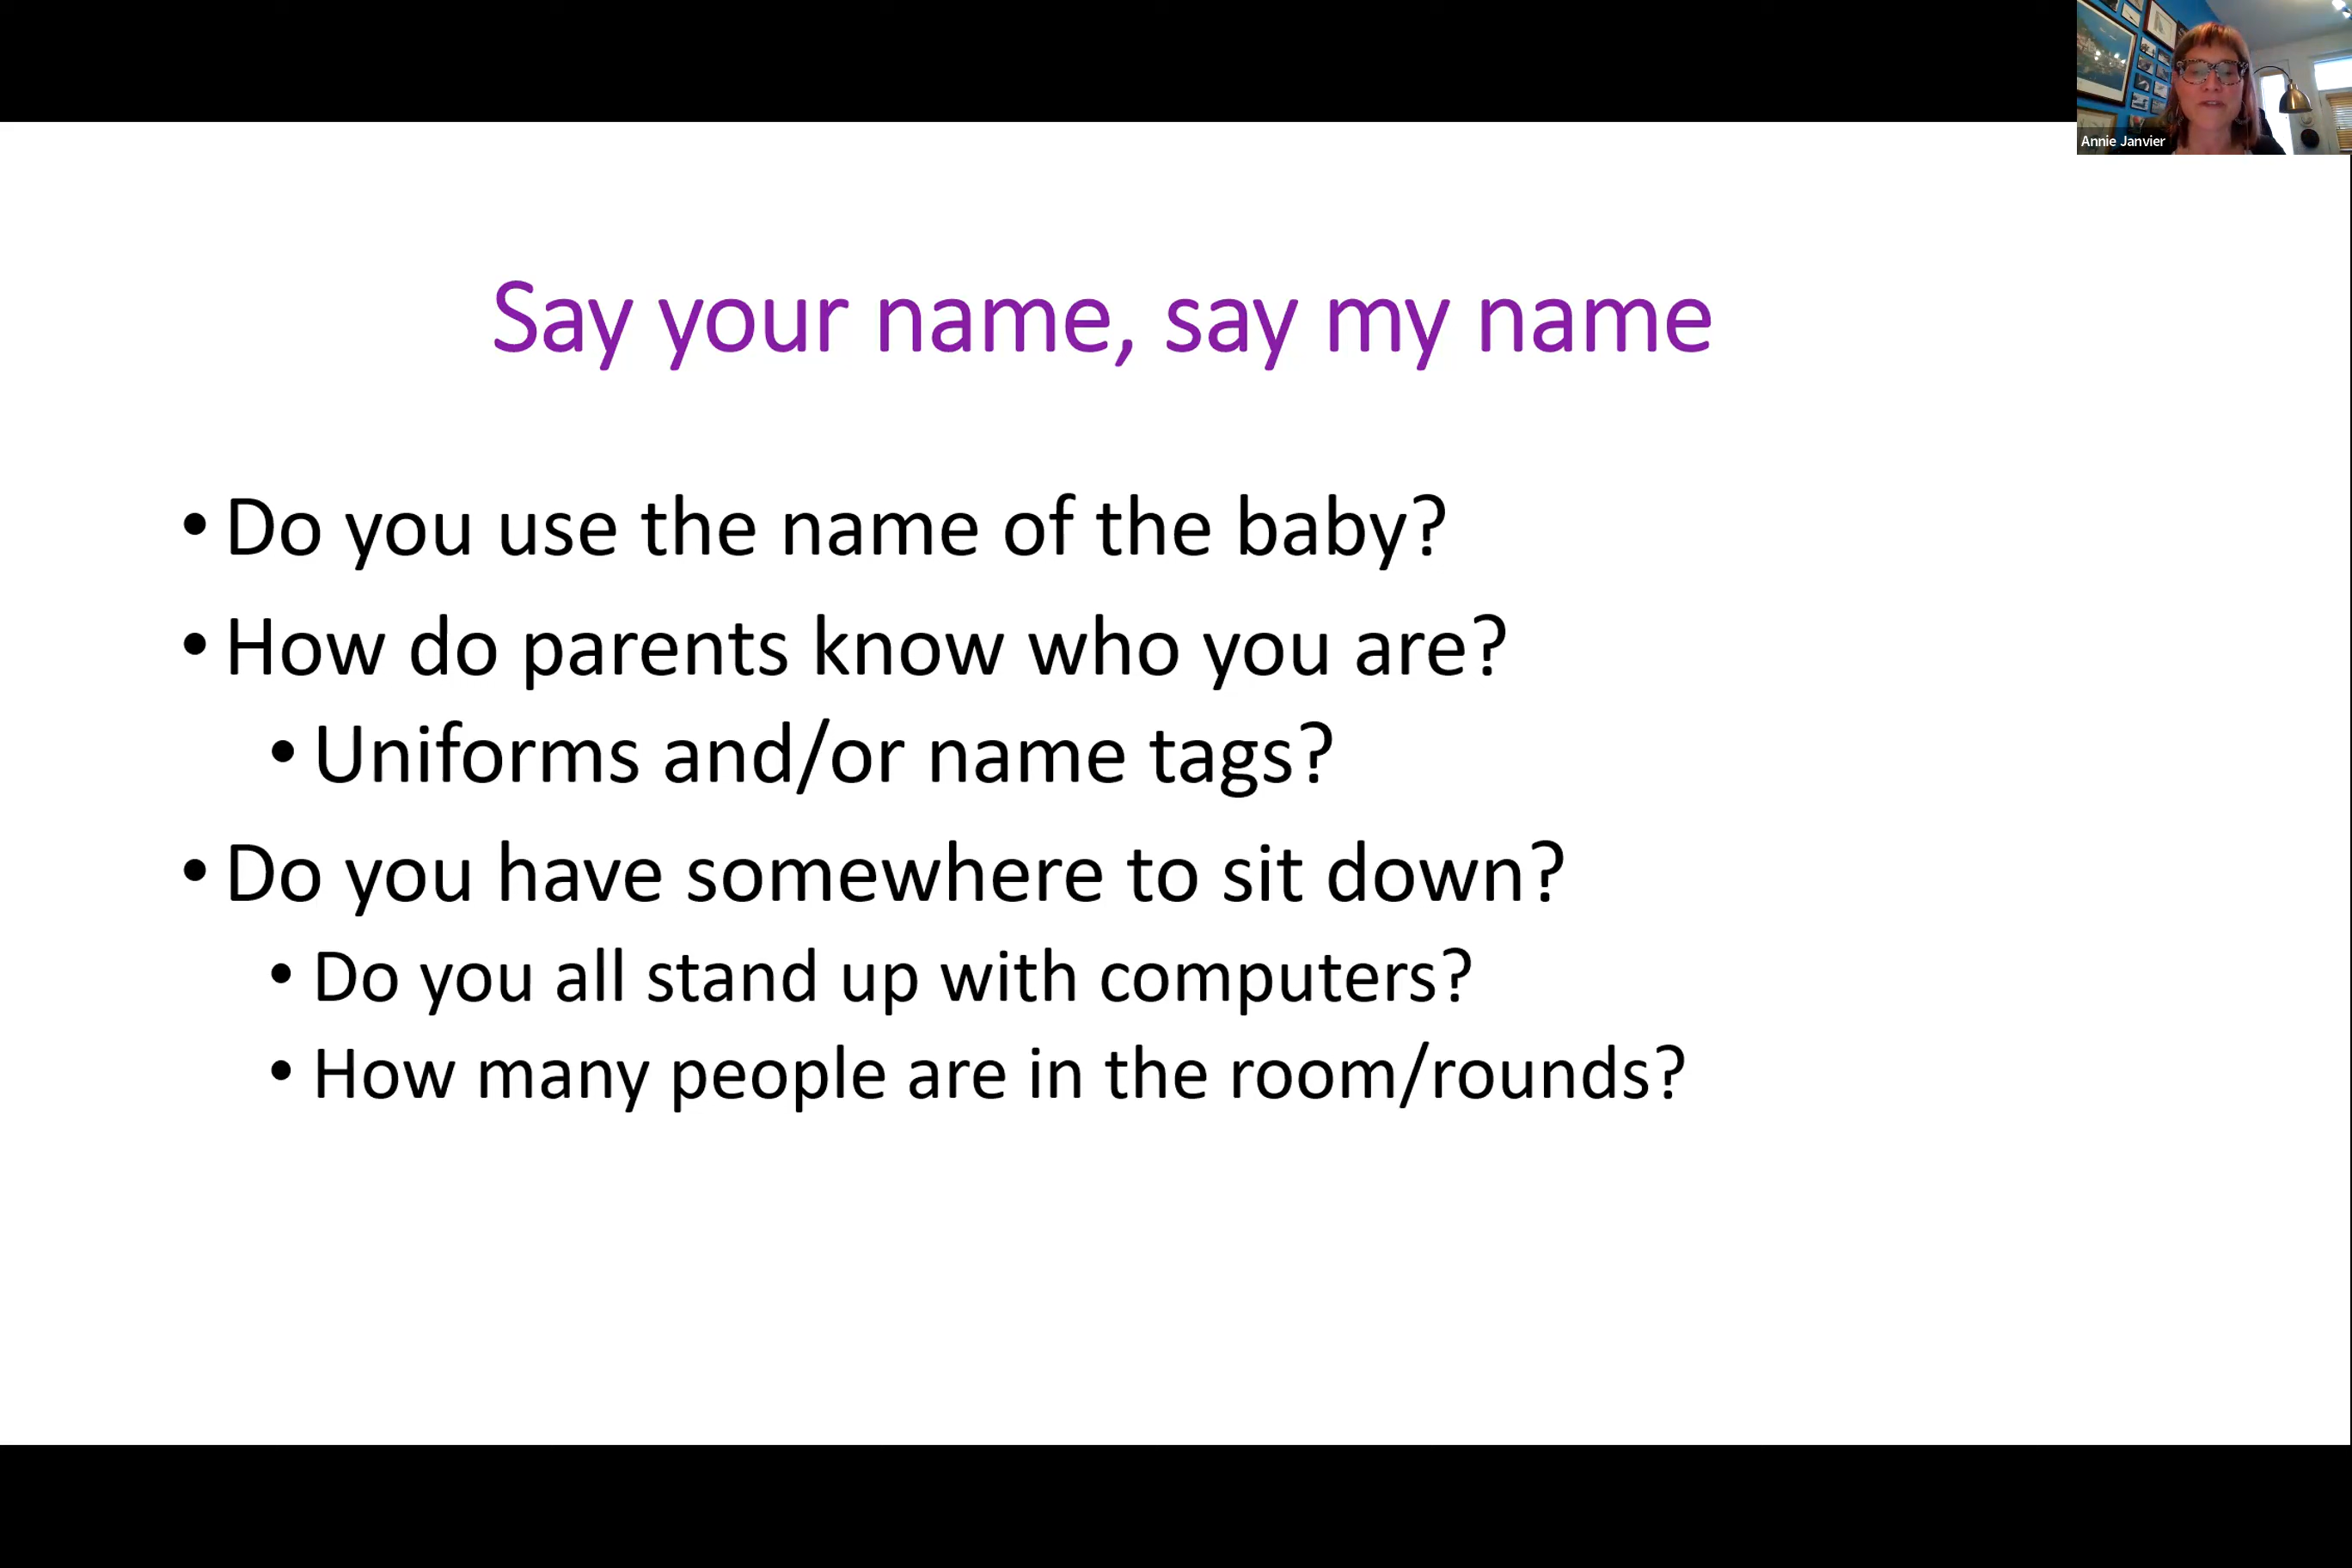 Annie Janvier
Say your name, say my name
• Do you use the name of the baby?
• How do parents know who you are?
• Uniforms and/or name tags?
• Do you have somewhere to sit down?
• Do you all stand up with computers?
• How many people are in the room/rounds?